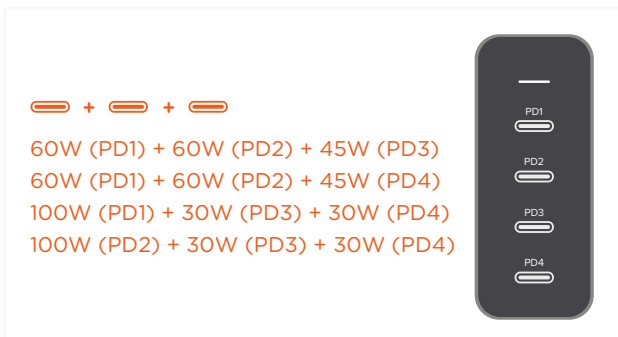 60W (PD1) + 60W (PD2) + 45W (PD3)
60W (PD1) + 60W (PD2) + 45W (PD4)
100W (PD1) + 30W (PD3) + 30W (PD4)
100W (PD2) + 30W (PD3) + 30W (PD4)
PD1
PD2
PD3
PD4